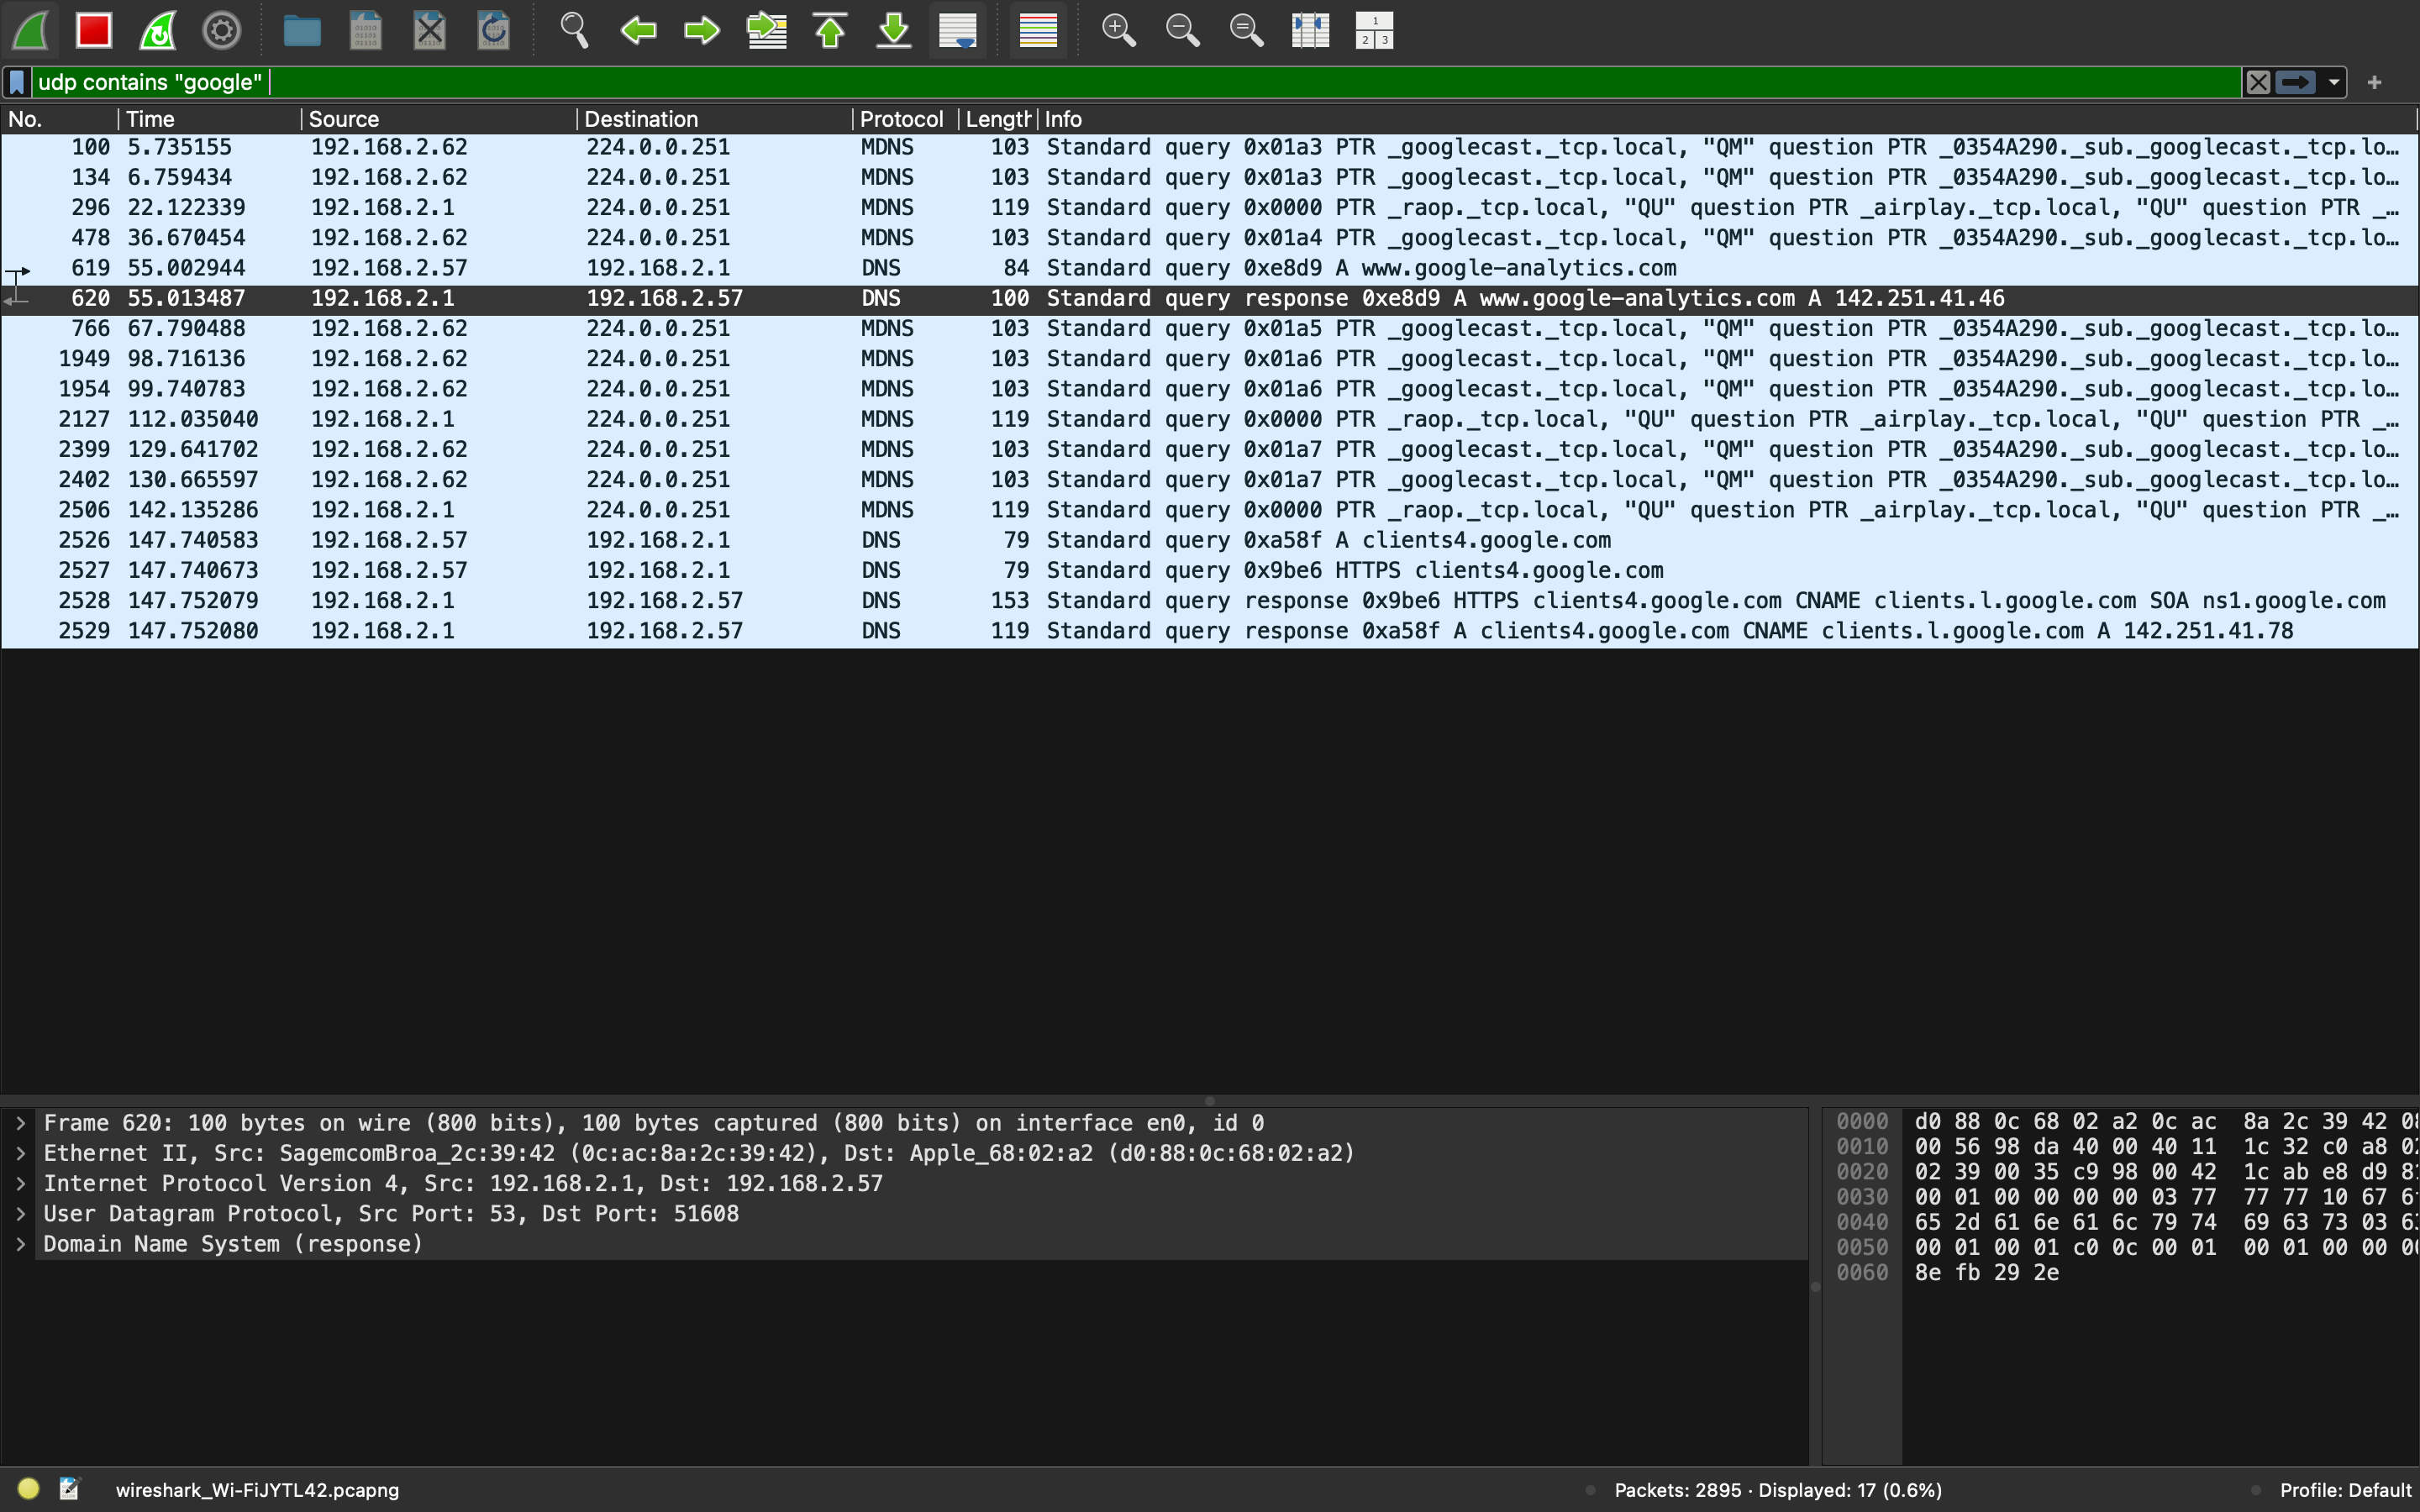 udp contains "google"
No. Time Source Destination Protocol Length Info
100 5.735155 192.168.2.62 224.0.0.251 MDNS 103 Standard query 0x01a3 PTR _googlecast._tcp.local, "QM" question PTR _0354A290._sub._googlecast._tcp.lo…
134 6.759434 192.168.2.62 224.0.0.251 MDNS 103 Standard query 0x01a3 PTR _googlecast._tcp.local, "QM" question PTR _0354A290._sub._googlecast._tcp.lo…
296 22.122339 192.168.2.1 224.0.0.251 MDNS 119 Standard query 0x0000 PTR _raop._tcp.local, "QU" question PTR _airplay._tcp.local, "QU" question PTR _…
478 36.670454 192.168.2.62 224.0.0.251 MDNS 103 Standard query 0x01a4 PTR _googlecast._tcp.local, "QM" question PTR _0354A290._sub._googlecast._tcp.lo…
619 55.002944 192.168.2.57 192.168.2.1 DNS 84 Standard query 0xe8d9 A www.google-analytics.com
620 55.013487 192.168.2.1 192.168.2.57 DNS 100 Standard query response 0xe8d9 A www.google-analytics.com A 142.251.41.46
766 67.790488 192.168.2.62 224.0.0.251 MDNS 103 Standard query 0x01a5 PTR _googlecast._tcp.local, "QM" question PTR _0354A290._sub._googlecast._tcp.lo…
1949 98.716136 192.168.2.62 224.0.0.251 MDNS 103 Standard query 0x01a6 PTR _googlecast._tcp.local, "QM" question PTR _0354A290._sub._googlecast._tcp.lo…
1954 99.740783 192.168.2.62 224.0.0.251 MDNS 103 Standard query 0x01a6 PTR _googlecast._tcp.local, "QM" question PTR _0354A290._sub._googlecast._tcp.lo…
2127 112.035040 192.168.2.1 224.0.0.251 MDNS 119 Standard query 0x0000 PTR _raop._tcp.local, "QU" question PTR _airplay._tcp.local, "QU" question PTR _…
2399 129.641702 192.168.2.62 224.0.0.251 MDNS 103 Standard query 0x01a7 PTR _googlecast._tcp.local, "QM" question PTR _0354A290._sub._googlecast._tcp.lo…
2402 130.665597 192.168.2.62 224.0.0.251 MDNS 103 Standard query 0x01a7 PTR _googlecast._tcp.local, "QM" question PTR _0354A290._sub._googlecast._tcp.lo…
2506 142.135286 192.168.2.1 224.0.0.251 MDNS 119 Standard query 0x0000 PTR _raop._tcp.local, "QU" question PTR _airplay._tcp.local, "QU" question PTR _…
2526 147.740583 192.168.2.57 192.168.2.1 DNS 79 Standard query 0xa58f A clients4.google.com
2527 147.740673 192.168.2.57 192.168.2.1 DNS 79 Standard query 0x9be6 HTTPS clients4.google.com
2528 147.752079 192.168.2.1 192.168.2.57 DNS 153 Standard query response 0x9be6 HTTPS clients4.google.com CNAME clients.l.google.com SOA ns1.google.com
2529 147.752080 192.168.2.1 192.168.2.57 DNS 119 Standard query response 0xa58f A clients4.google.com CNAME clients.l.google.com A 142.251.41.78
Frame 620: 100 bytes on wire (800 bits), 100 bytes captured (800 bits) on interface en0, id 0
Ethernet II, Src: SagemcomBroa_2c:39:42 (0c:ac:8a:2c:39:42), Dst: Apple_68:02:a2 (d0:88:0c:68:02:a2)
Internet Protocol Version 4, Src: 192.168.2.1, Dst: 192.168.2.57
User Datagram Protocol, Src Port: 53, Dst Port: 51608
Domain Name System (response)
0000 d0 88 0c 68 02 a2 0c ac 8a 2c 39 42
0010 00 56 98 da 40 00 40 11 1c 32 c0 a8
0020 02 39 00 35 c9 98 00 42 1c ab e8 d9
0030 00 01 00 00 00 00 03 77 77 77 10 67
0040 65 2d 61 6e 61 6c 79 74 69 63 73 03
0050 00 01 00 01 c0 0c 00 01 00 01 00 00
0060 8e fb 29 2e
wireshark_Wi-FiJYTL42.pcapng
Packets: 2895 · Displayed: 17 (0.6%)
Profile: Default